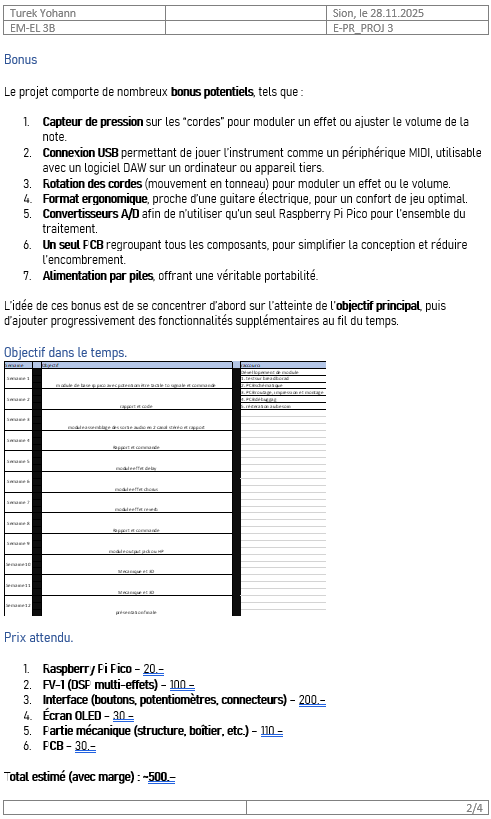 Turek Yohann Sion, le 28.11.2025
EM-EL 3B E-PR_PROJ 3
Bonus
Le projet comporte de nombreux bonus potentiels, tels que :
1. Capteur de pression sur les “cordes” pour moduler un effet ou ajuster le volume de la
note.
2. Connexion USB permettant de jouer l’instrument comme un périphérique MIDI, utilisable
avec un logiciel DAW sur un ordinateur ou appareil tiers.
3. Rotation des cordes (mouvement en tonneau) pour moduler un effet ou le volume.
4. Format ergonomique, proche d’une guitare électrique, pour un confort de jeu optimal.
5. Convertisseurs A/D afin de n’utiliser qu’un seul Raspberry Pi Pico pour l’ensemble du
traitement.
6. Un seul PCB regroupant tous les composants, pour simplifier la conception et réduire
l’encombrement.
7. Alimentation par piles, offrant une véritable portabilité.
L’idée de ces bonus est de se concentrer d’abord sur l’atteinte de l’objectif principal, puis
d’ajouter progressivement des fonctionnalités supplémentaires au fil du temps.
Objectif dans le temps.
Semaine Objectif
Développement de module
Semaine 1 module de base rp pico avec potentiomètre tactile to signale et commande
1. test sur breadborad
2. PCB schématique
3. PCB routage, impression et montage
Semaine 2 rapport et code
4. PCB debuggag
Semaine 3 module assemblage des sortie audio en 2 canal stéreo et rapport
Semaine 4 Rapport et commande
Semaine 5 module effet delay
Semaine 6 module effet chorus
Semaine 7 module effet reverb
Semaine 8 Rapport et commande
Semaine 9 module output jack ou HP
Semaine 10 Mécanique et 3D
Semaine 11 Mécanique et 3D
Semaine 12 présentation finale
Prix attendu.
1. Raspberry Pi Pico – 20.–
2. FV-1 (DSP multi-effets) – 100.–
3. Interface (boutons, potentiomètres, connecteurs) – 200.–
4. Écran OLED – 30.–
5. Partie mécanique (structure, boîtier, etc.) – 110.–
6. PCB – 30.–
Total estimé (avec marge) : ~500.–
2/4